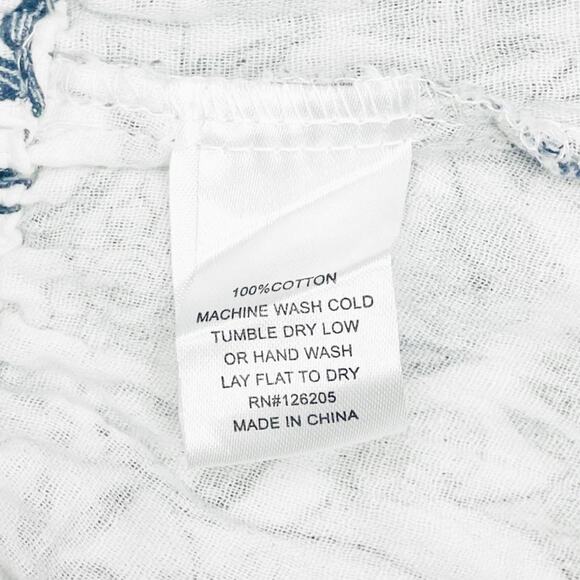 100%COTTON
MACHINE WASH COLD
TUMBLE DRY LOW
OR HAND WASH
LAY FLAT TO DRY
RN#126205
MADE IN CHINA